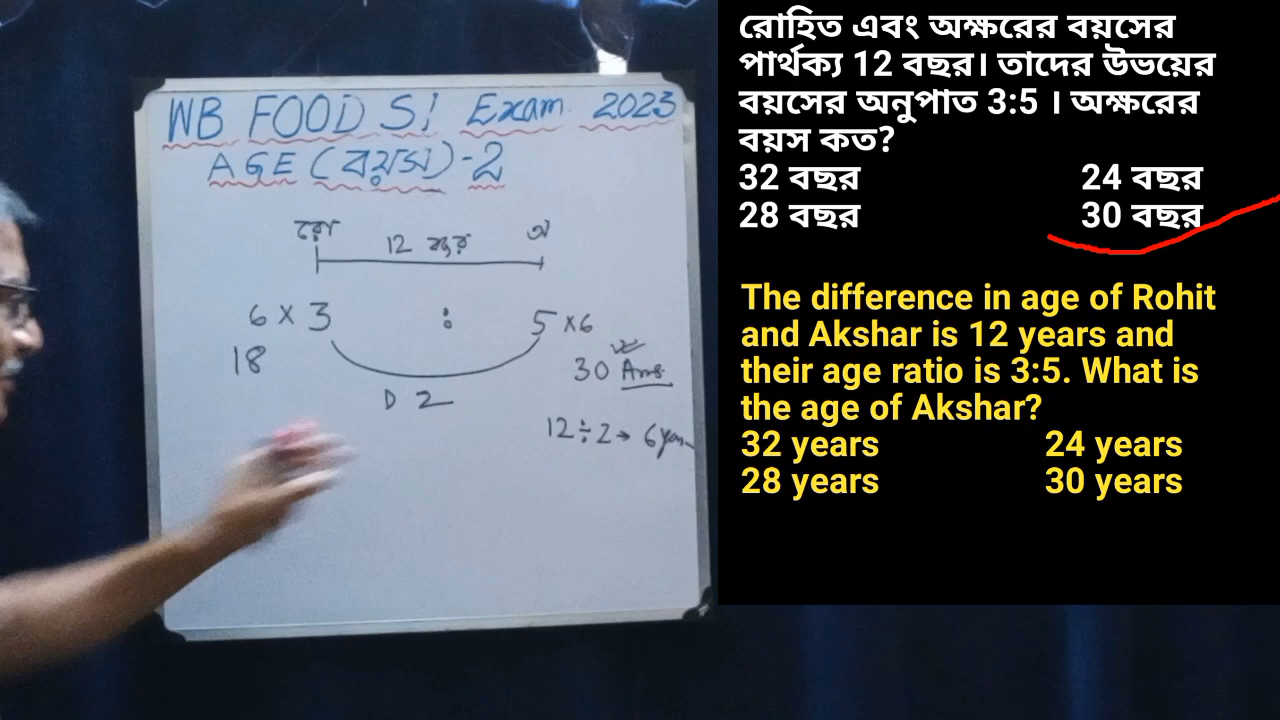 WB FOOD SI Exam. 2023
AGE (বয়স)-2
রো 12 বছর অ
6 x 3 : 5 x6
18 30 Ans.
D 2
12÷2→ 6 years
রোহিত এবং অক্ষরের বয়সের
পার্থক্য 12 বছর। তাদের উভয়ের
বয়সের অনুপাত 3:5 । অক্ষরের
বয়স কত?
32 বছর 24 বছর
28 বছর 30 বছর
The difference in age of Rohit
and Akshar is 12 years and
their age ratio is 3:5. What is
the age of Akshar?
32 years 24 years
28 years 30 years